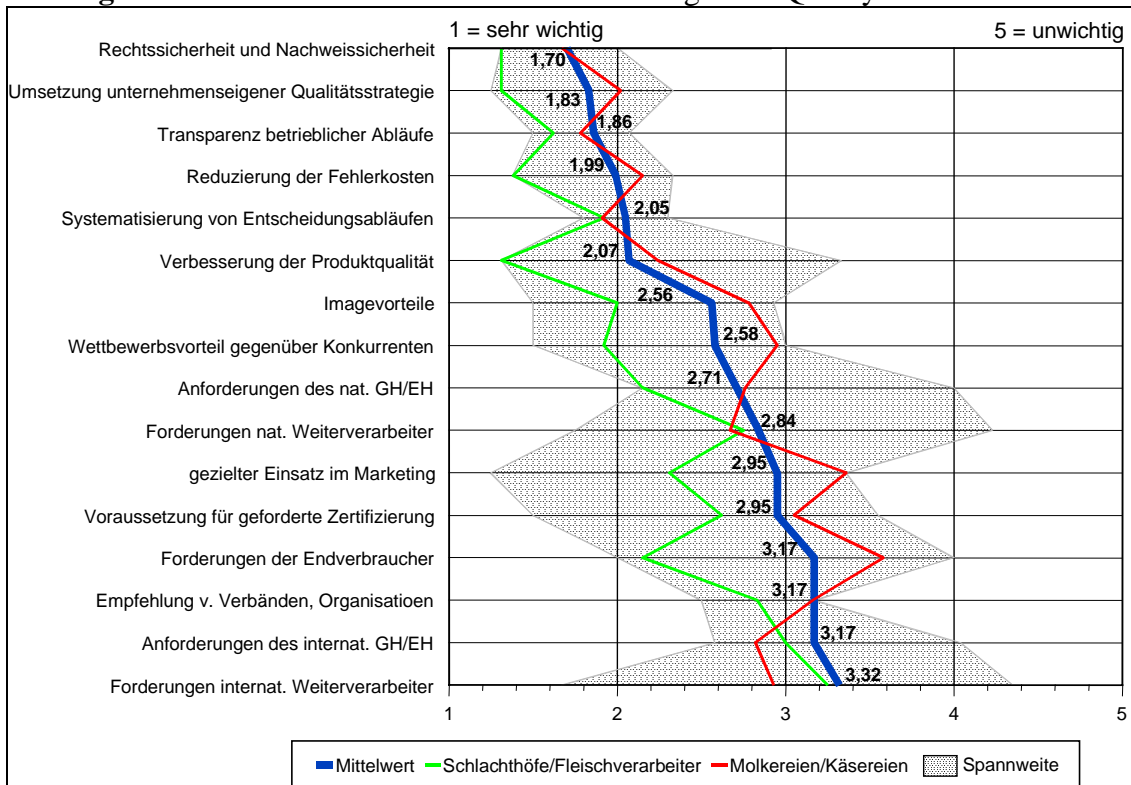 1 = sehr wichtig 5 = unwichtig
Rechtssicherheit und Nachweissicherheit
1,70
Umsetzung unternehmenseigener Qualitätsstrategie
1,83
Transparenz betrieblicher Abläufe
1,86
Reduzierung der Fehlerkosten
1,99
Systematisierung von Entscheidungsabläufen
2,05
Verbesserung der Produktqualität
2,07
Imagevorteile
2,56
Wettbewerbsvorteil gegenüber Konkurrenten
2,58
Anforderungen des nat. GH/EH
2,71
Forderungen nat. Weiterverarbeiter
2,84
gezielter Einsatz im Marketing
2,95
Voraussetzung für geforderte Zertifizierung
2,95
Forderungen der Endverbraucher
3,17
Empfehlung v. Verbänden, Organisatioen
3,17
Anforderungen des internat. GH/EH
3,17
Forderungen internat. Weiterverarbeiter
3,32
1 2 3 4 5
Mittelwert Schlachthöfe/Fleischverarbeiter Molkereien/Käsereien Spannweite